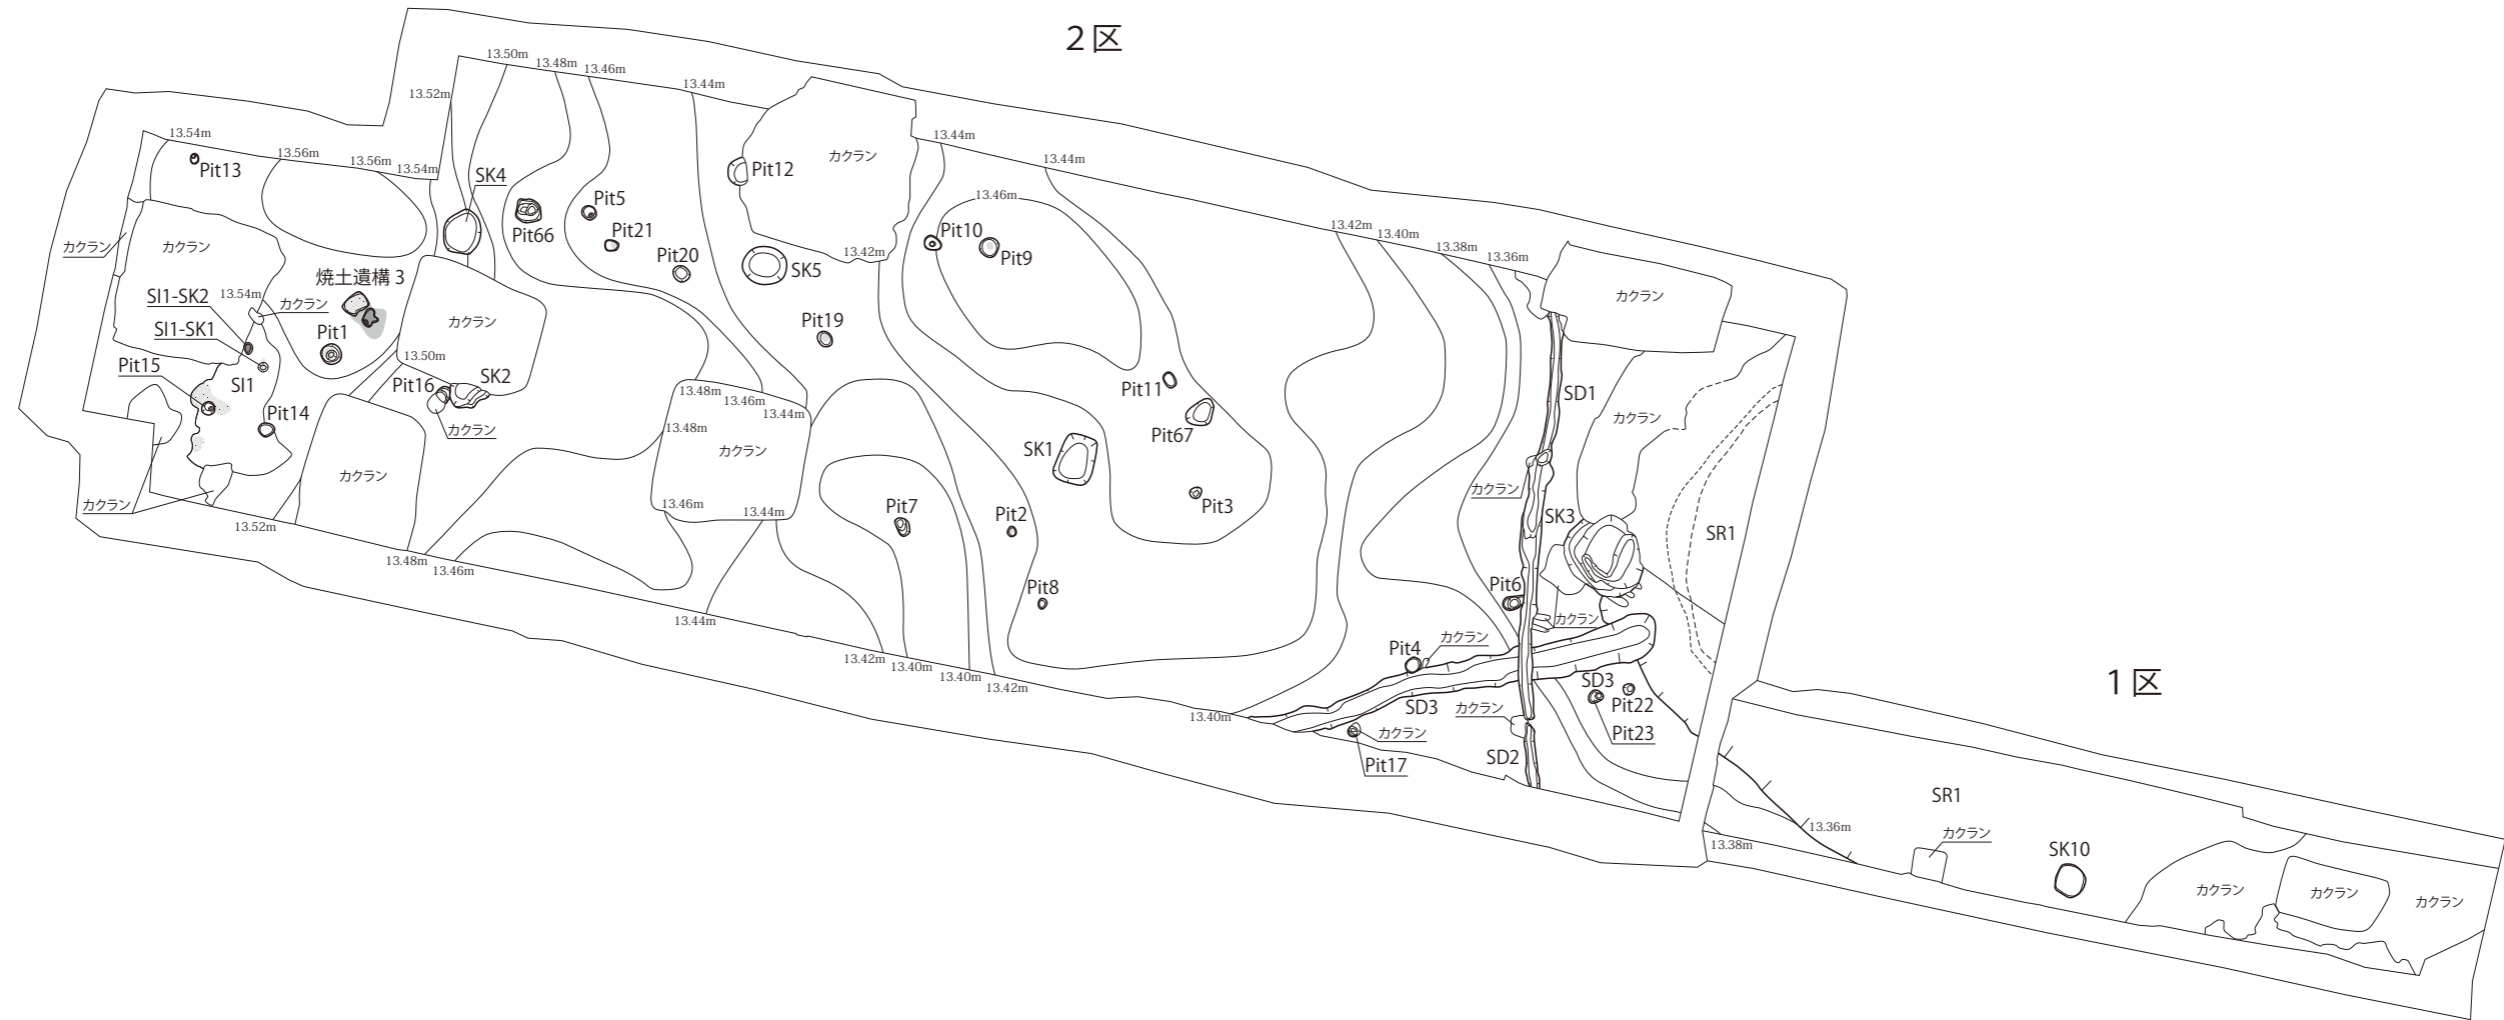 2区
13.50m
13.48m
13.46m
13.44m
13.52m
13.54m
13.56m
13.56m
13.54m
Pit13
SK4
Pit12
カクラン
13.44m
13.44m
13.46m
Pit66
Pit5
Pit21
Pit20
SK5
13.42m
Pit10
Pit9
13.42m
13.40m
13.38m
13.36m
カクラン
カクラン
カクラン
焼土遺構3
SI1-SK2
13.54m
カクラン
SI1-SK1
Pit1
カクラン
Pit19
Pit15
SI1
13.50m
Pit16
SK2
Pit14
カクラン
13.48m
13.46m
13.44m
13.48m
カクラン
Pit11
Pit67
SD1
カクラン
SK1
カクラン
カクラン
13.46m
13.44m
カクラン
Pit3
13.52m
Pit7
Pit2
SK3
SR1
13.48m
13.46m
Pit8
Pit6
カクラン
13.44m
Pit4
カクラン
13.42m
13.40m
13.40m
13.42m
SD3
Pit22
Pit23
13.40m
SD3
カクラン
カクラン
Pit17
SD2
1区
SR1
13.36m
13.38m
カクラン
SK10
カクラン
カクラン
カクラン